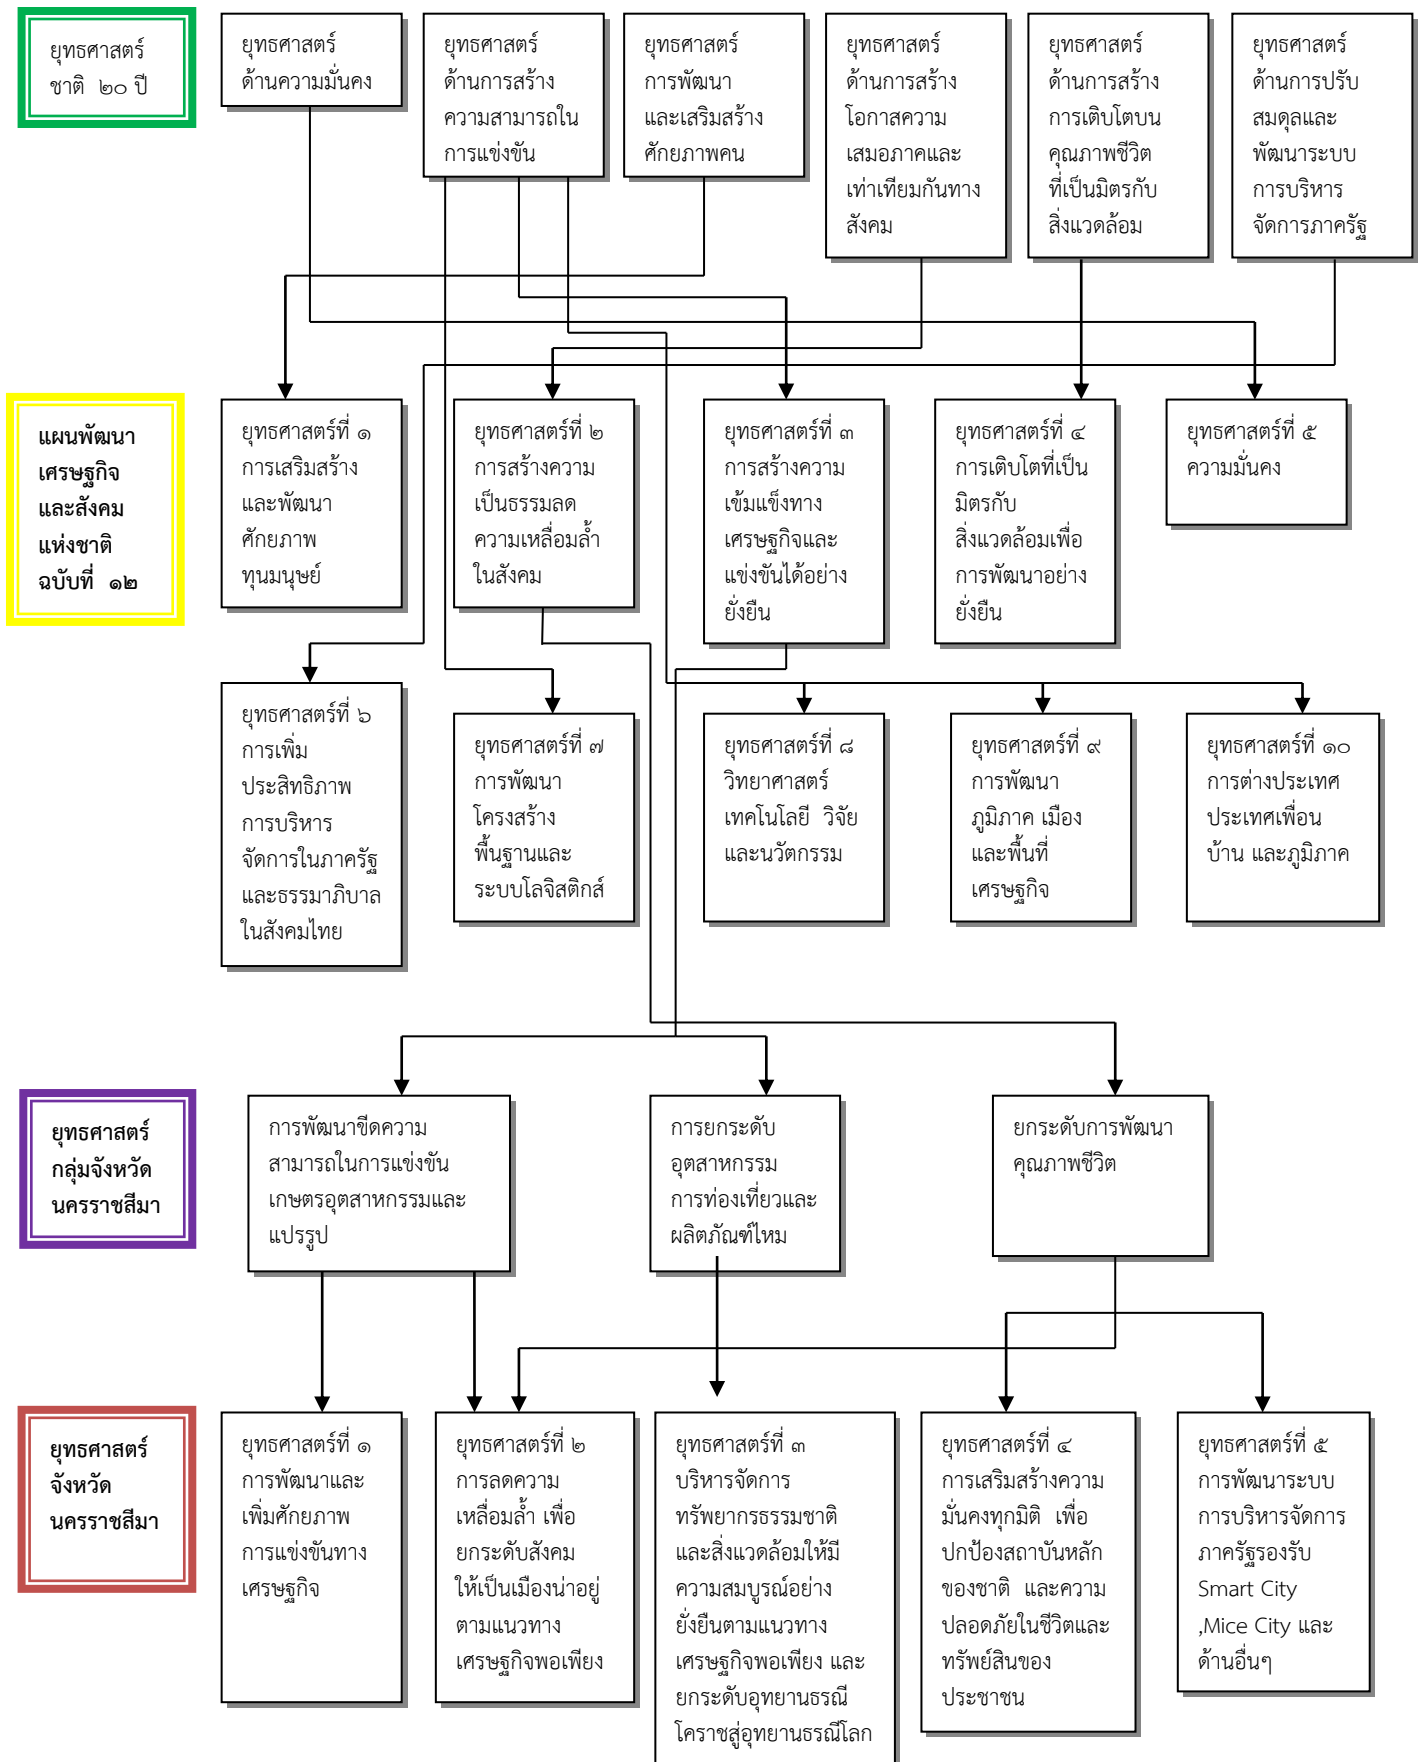 ยุทธศาสตร์
ชาติ ๒๐ ปี
ยุทธศาสตร์
ด้านความมั่นคง
ยุทธศาสตร์
ด้านการสร้าง
ความสามารถใน
การแข่งขัน
ยุทธศาสตร์
การพัฒนา
และเสริมสร้าง
ศักยภาพคน
ยุทธศาสตร์
ด้านการสร้าง
โอกาสความ
เสมอภาคและ
เท่าเทียมกันทาง
สังคม
ยุทธศาสตร์
ด้านการสร้าง
การเติบโตบน
คุณภาพชีวิต
ที่เป็นมิตรกับ
สิ่งแวดล้อม
ยุทธศาสตร์
ด้านการปรับ
สมดุลและ
พัฒนาระบบ
การบริหาร
จัดการภาครัฐ
แผนพัฒนา
เศรษฐกิจ
และสังคม
แห่งชาติ
ฉบับที่ ๑๒
ยุทธศาสตร์ที่ ๑
การเสริมสร้าง
และพัฒนา
ศักยภาพ
ทุนมนุษย์
ยุทธศาสตร์ที่ ๒
การสร้างความ
เป็นธรรมลด
ความเหลื่อมล้ำ
ในสังคม
ยุทธศาสตร์ที่ ๓
การสร้างความ
เข้มแข็งทาง
เศรษฐกิจและ
แข่งขันได้อย่าง
ยั่งยืน
ยุทธศาสตร์ที่ ๔
การเติบโตที่เป็น
มิตรกับ
สิ่งแวดล้อมเพื่อ
การพัฒนาอย่าง
ยั่งยืน
ยุทธศาสตร์ที่ ๕
ความมั่นคง
ยุทธศาสตร์ที่ ๖
การเพิ่ม
ประสิทธิภาพ
การบริหาร
จัดการในภาครัฐ
และธรรมาภิบาล
ในสังคมไทย
ยุทธศาสตร์ที่ ๗
การพัฒนา
โครงสร้าง
พื้นฐานและ
ระบบโลจิสติกส์
ยุทธศาสตร์ที่ ๘
วิทยาศาสตร์
เทคโนโลยี วิจัย
และนวัตกรรม
ยุทธศาสตร์ที่ ๙
การพัฒนา
ภูมิภาค เมือง
และพื้นที่
เศรษฐกิจ
ยุทธศาสตร์ที่ ๑๐
การต่างประเทศ
ประเทศเพื่อน
บ้าน และภูมิภาค
ยุทธศาสตร์
กลุ่มจังหวัด
นครราชสีมา
การพัฒนาขีดความ
สามารถในการแข่งขัน
เกษตรอุตสาหกรรมและ
แปรรูป
การยกระดับ
อุตสาหกรรม
การท่องเที่ยวและ
ผลิตภัณฑ์ไหม
ยกระดับการพัฒนา
คุณภาพชีวิต
ยุทธศาสตร์
จังหวัด
นครราชสีมา
ยุทธศาสตร์ที่ ๑
การพัฒนาและ
เพิ่มศักยภาพ
การแข่งขันทาง
เศรษฐกิจ
ยุทธศาสตร์ที่ ๒
การลดความ
เหลื่อมล้ำ เพื่อ
ยกระดับสังคม
ให้เป็นเมืองน่าอยู่
ตามแนวทาง
เศรษฐกิจพอเพียง
ยุทธศาสตร์ที่ ๓
บริหารจัดการ
ทรัพยากรธรรมชาติ
และสิ่งแวดล้อมให้มี
ความสมบูรณ์อย่าง
ยั่งยืนตามแนวทาง
เศรษฐกิจพอเพียง และ
ยกระดับอุทยานธรณี
โคราชสู่อุทยานธรณีโลก
ยุทธศาสตร์ที่ ๔
การเสริมสร้างความ
มั่นคงทุกมิติ เพื่อ
ปกป้องสถาบันหลัก
ของชาติ และความ
ปลอดภัยในชีวิตและ
ทรัพย์สินของ
ประชาชน
ยุทธศาสตร์ที่ ๕
การพัฒนาระบบ
การบริหารจัดการ
ภาครัฐรองรับ
Smart City
,Mice City และ
ด้านอื่นๆ